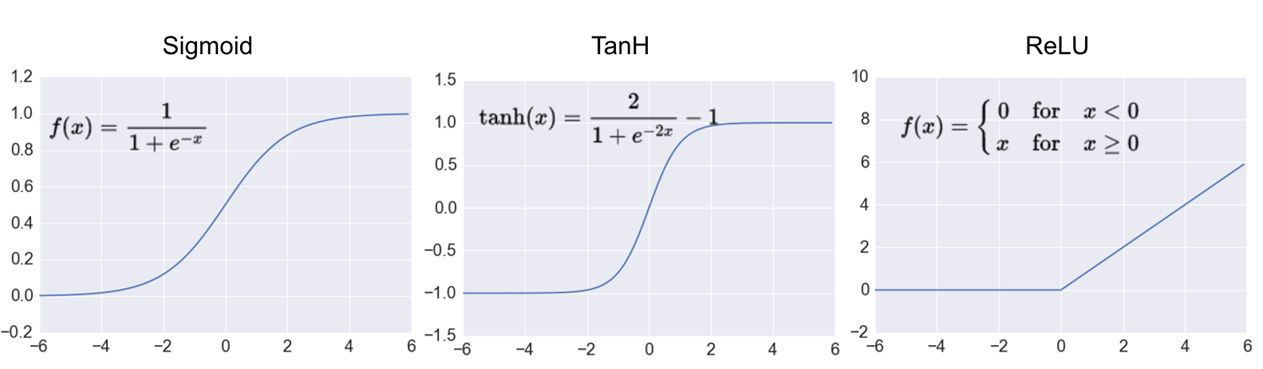 Sigmoid
1.2
1.0
0.8
0.6
0.4
0.2
0.0
−0.2
f(x) = 1 / (1 + e^{−x})
−6 −4 −2 0 2 4 6
TanH
1.5
1.0
0.5
0.0
−0.5
−1.0
−1.5
tanh(x) = 2 / (1 + e^{−2x}) − 1
−6 −4 −2 0 2 4 6
ReLU
10
8
6
4
2
0
−2
f(x) = { 0 for x < 0
x for x ≥ 0
−6 −4 −2 0 2 4 6